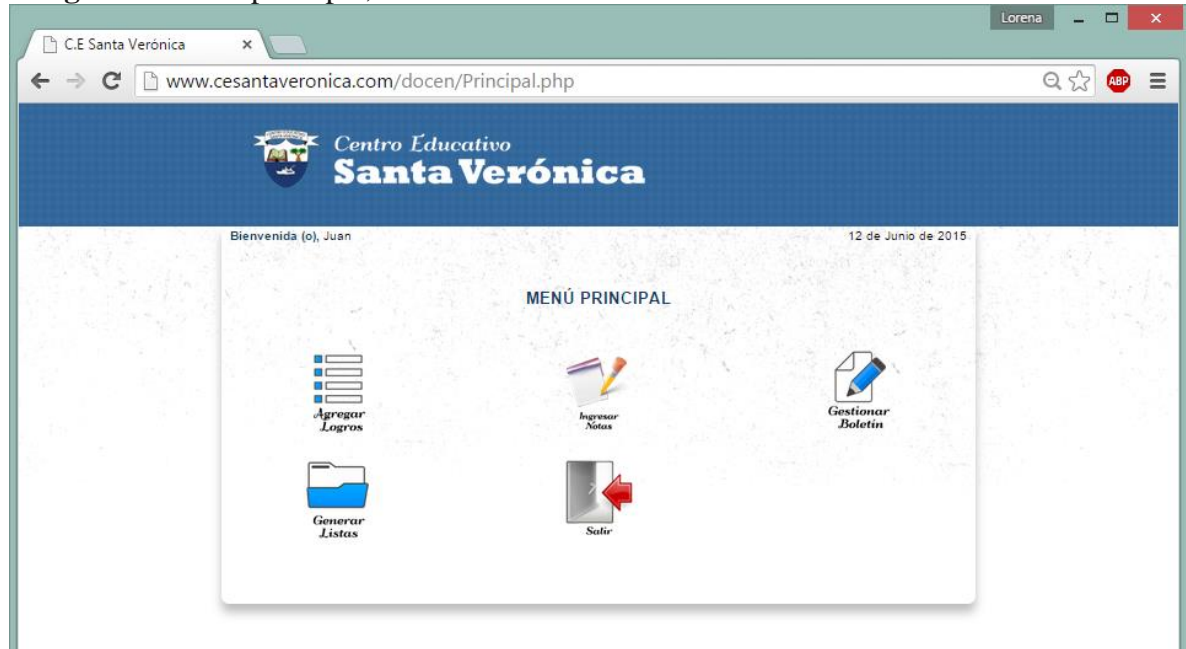 Lorena
C.E Santa Verónica
www.cesantaveronica.com/docen/Principal.php
ABP
Centro Educativo
Santa Verónica
Bienvenida (o), Juan
12 de Junio de 2015
MENÚ PRINCIPAL
Agregar
Logros
Ingresar
Notas
Gestionar
Boletín
Generar
Listas
Salir